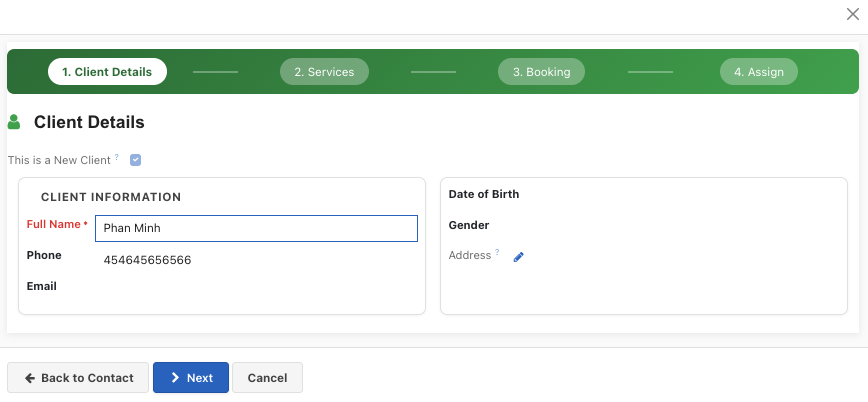 1. Client Details
2. Services
3. Booking
4. Assign
Client Details
This is a New Client ?
CLIENT INFORMATION
Full Name * Phan Minh
Phone 454645656566
Email
Date of Birth
Gender
Address ?
Back to Contact
Next
Cancel